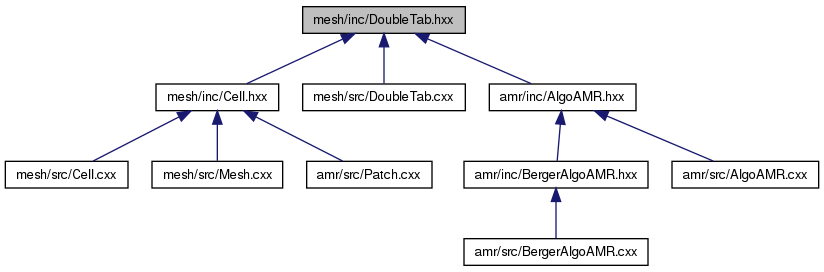 mesh/inc/DoubleTab.hxx
mesh/inc/Cell.hxx
mesh/src/DoubleTab.cxx
amr/inc/AlgoAMR.hxx
mesh/src/Cell.cxx
mesh/src/Mesh.cxx
amr/src/Patch.cxx
amr/inc/BergerAlgoAMR.hxx
amr/src/AlgoAMR.cxx
amr/src/BergerAlgoAMR.cxx